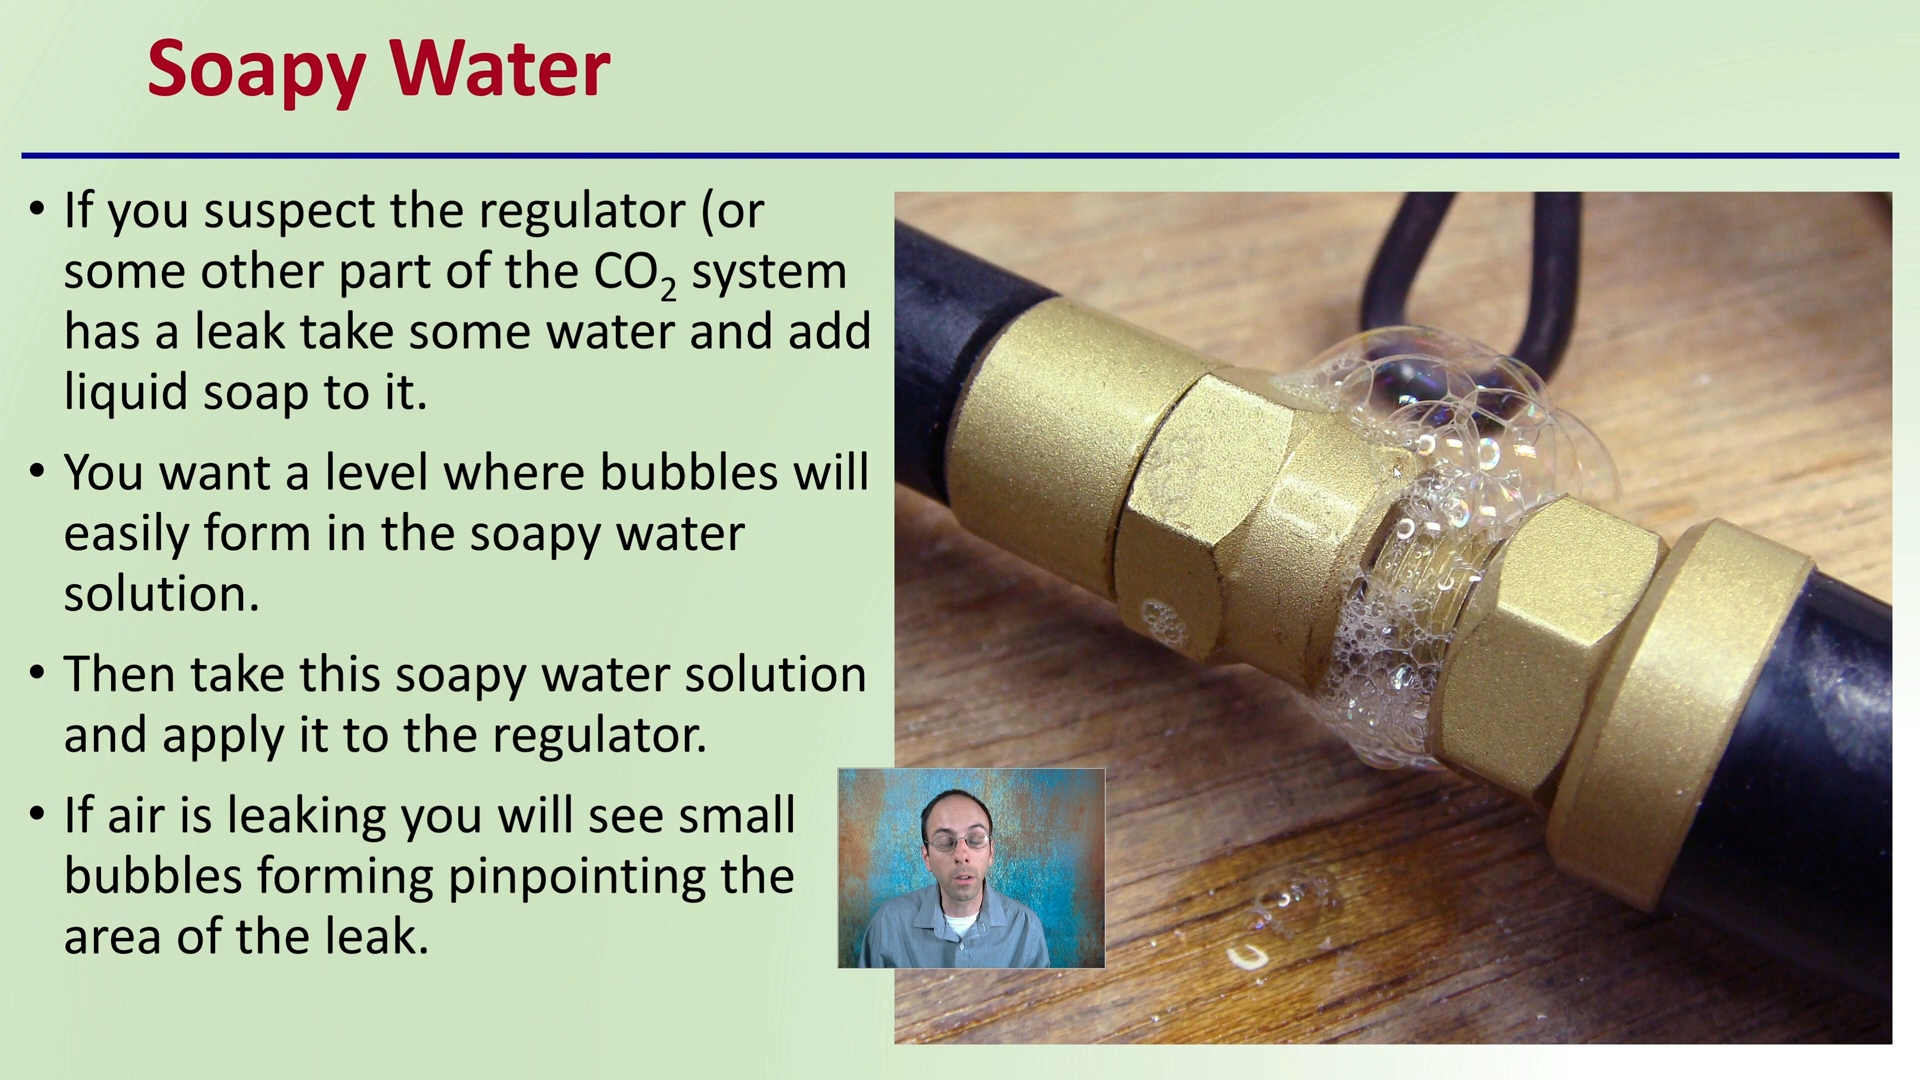 Soapy Water
• If you suspect the regulator (or
some other part of the CO₂ system
has a leak take some water and add
liquid soap to it.
• You want a level where bubbles will
easily form in the soapy water
solution.
• Then take this soapy water solution
and apply it to the regulator.
• If air is leaking you will see small
bubbles forming pinpointing the
area of the leak.